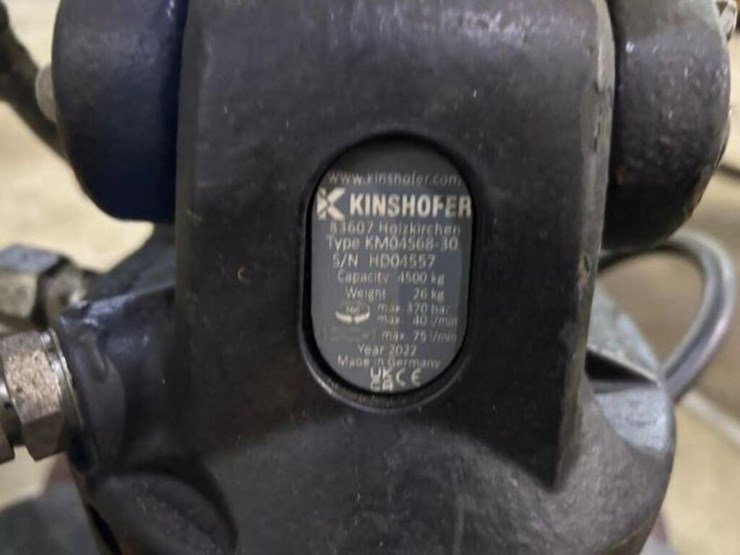 www.kinshofer.com
KINSHOFER
83607 Holzkirchen
Type KM04S68-30
S/N HD04557
Capacity 4500 kg
Weight 26 kg
max. 370 bar
max. 40 l/min
max. 75 l/min
Year 2022
Made in Germany
UK CA CE